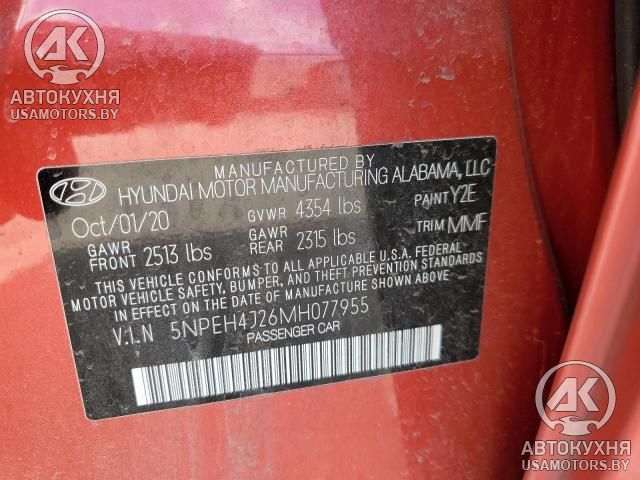 AK
АВТОКУХНЯ
USAMOTORS.BY
MANUFACTURED BY
HYUNDAI MOTOR MANUFACTURING ALABAMA, LLC
Oct/01/20 GVWR 4354 lbs PAINT Y2E
GAWR FRONT 2513 lbs GAWR REAR 2315 lbs TRIM MMF
THIS VEHICLE CONFORMS TO ALL APPLICABLE U.S.A. FEDERAL
MOTOR VEHICLE SAFETY, BUMPER, AND THEFT PREVENTION
STANDARDS IN EFFECT ON THE DATE OF MANUFACTURE SHOWN ABOVE.
V.I.N 5NPEH4J26MH077955
PASSENGER CAR
AK
АВТОКУХНЯ
USAMOTORS.BY